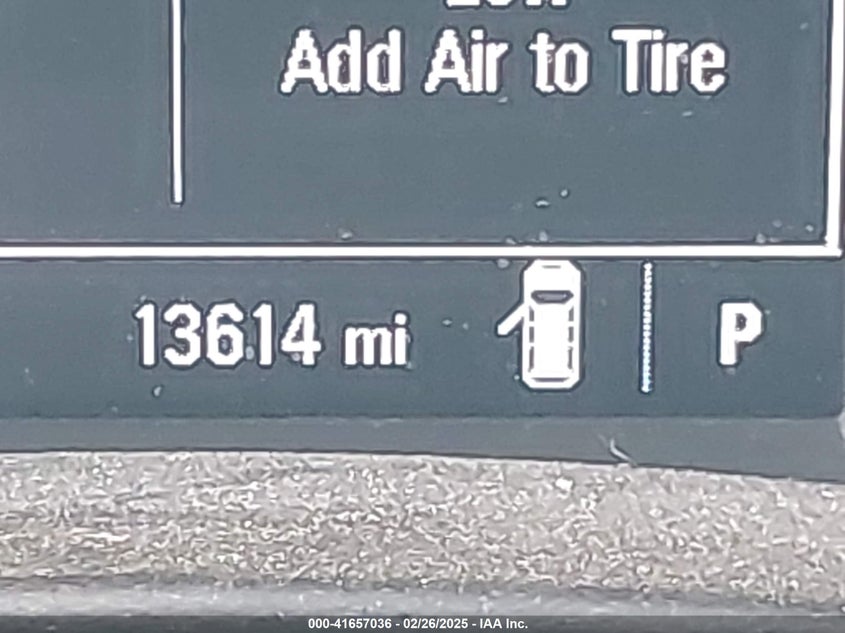 Add Air to Tire
13614 mi
P
000-41657036 - 02/26/2025 - IAA Inc.